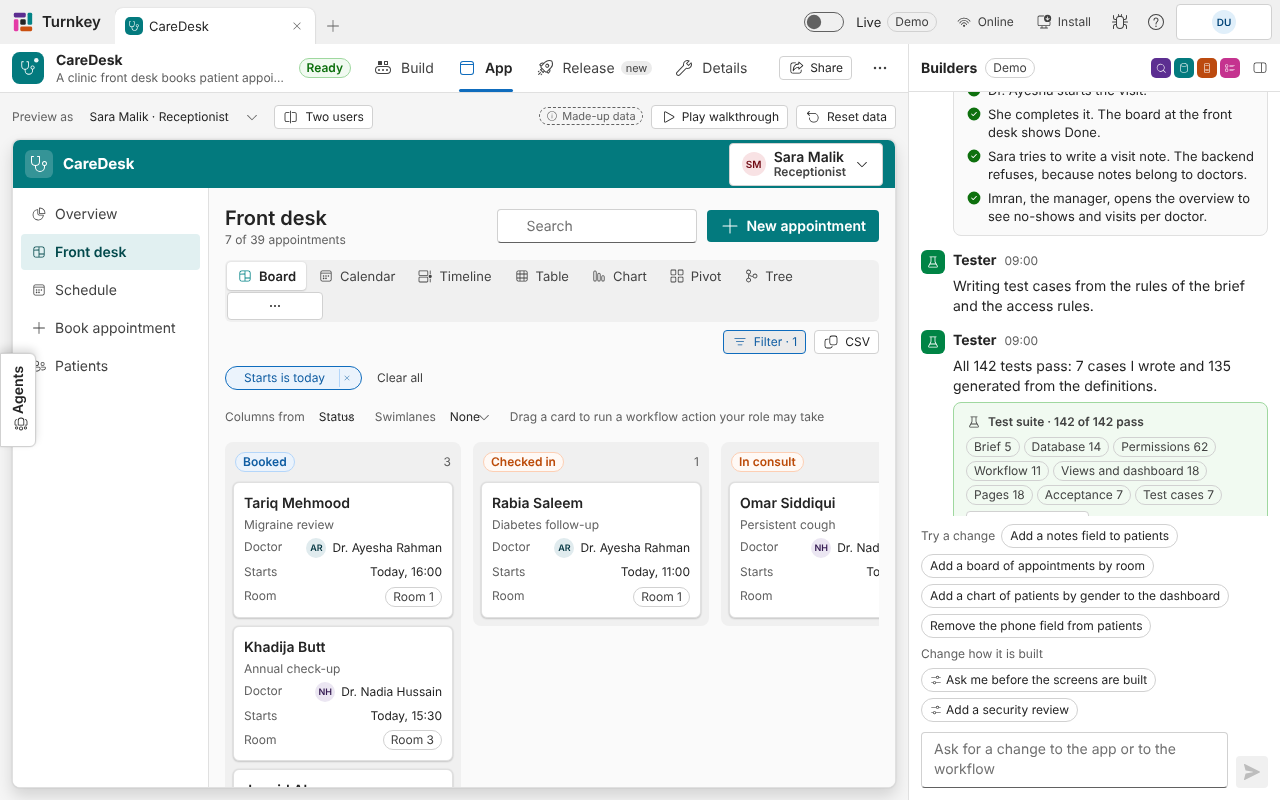 Turnkey
CareDesk
Live
Demo
Online
Install
DU
CareDesk
A clinic front desk books patient appoi...
Ready
Build
App
Release new
Details
Share
Builders
Demo
Preview as
Sara Malik · Receptionist
Two users
Made-up data
Play walkthrough
Reset data
CareDesk
SM
Sara Malik
Receptionist
Overview
Front desk
Schedule
Book appointment
Patients
Agents
Front desk
7 of 39 appointments
Search
New appointment
Board
Calendar
Timeline
Table
Chart
Pivot
Tree
Filter · 1
CSV
Starts is today
Clear all
Columns from
Status
Swimlanes
None
Drag a card to run a workflow action your role may take
Booked
3
Tariq Mehmood
Migraine review
Doctor
AR
Dr. Ayesha Rahman
Starts
Today, 16:00
Room
Room 1
Khadija Butt
Annual check-up
Doctor
NH
Dr. Nadia Hussain
Starts
Today, 15:30
Room
Room 3
Checked in
1
Rabia Saleem
Diabetes follow-up
Doctor
AR
Dr. Ayesha Rahman
Starts
Today, 11:00
Room
Room 1
In consult
Omar Siddiqui
Persistent cough
Doctor
NH
Dr. Nad
Starts
To
Room
Dr. Ayesha starts the visit.
She completes it. The board at the front
desk shows Done.
Sara tries to write a visit note. The backend
refuses, because notes belong to doctors.
Imran, the manager, opens the overview to
see no-shows and visits per doctor.
Tester 09:00
Writing test cases from the rules of the brief
and the access rules.
Tester 09:00
All 142 tests pass: 7 cases I wrote and 135
generated from the definitions.
Test suite · 142 of 142 pass
Brief 5
Database 14
Permissions 62
Workflow 11
Views and dashboard 18
Pages 18
Acceptance 7
Test cases 7
Try a change
Add a notes field to patients
Add a board of appointments by room
Add a chart of patients by gender to the dashboard
Remove the phone field from patients
Change how it is built
Ask me before the screens are built
Add a security review
Ask for a change to the app or to the
workflow